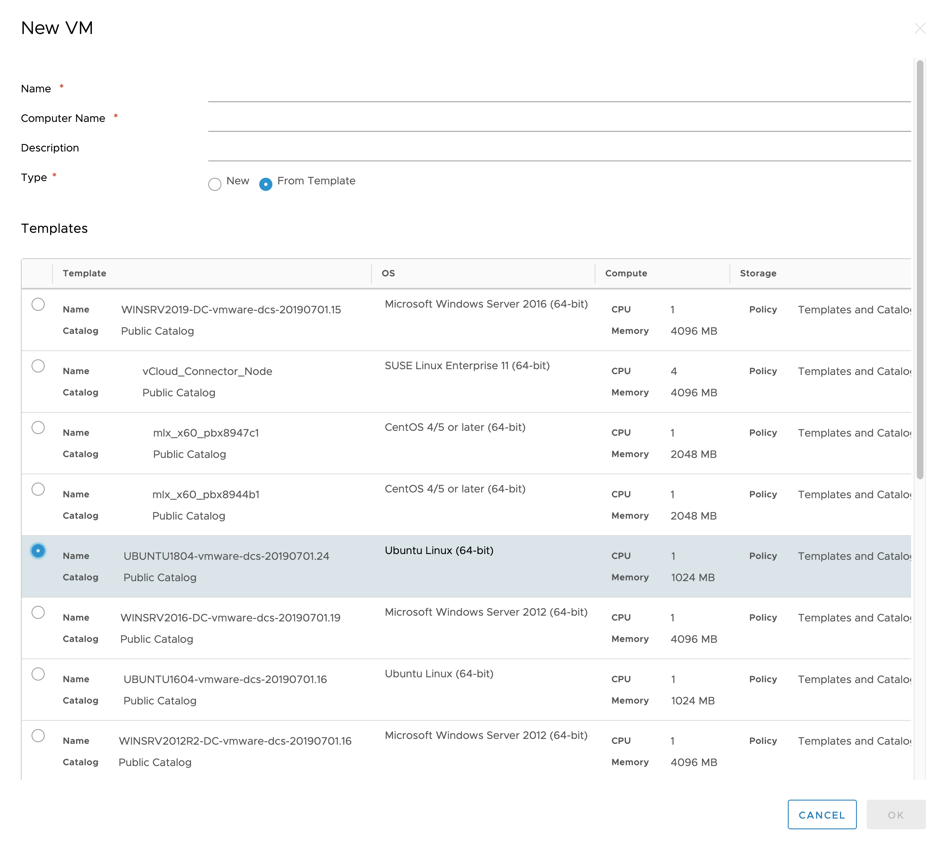 New VM
Name *
Computer Name *
Description
Type * New From Template
Templates
Template OS Compute Storage
Name WINSRV2019-DC-vmware-dcs-20190701.15 Microsoft Windows Server 2016 (64-bit) CPU 1 Policy Templates and Catalo
Catalog Public Catalog Memory 4096 MB
Name vCloud_Connector_Node SUSE Linux Enterprise 11 (64-bit) CPU 4 Policy Templates and Catalo
Catalog Public Catalog Memory 4096 MB
Name mlx_x60_pbx8947c1 CentOS 4/5 or later (64-bit) CPU 1 Policy Templates and Catalo
Catalog Public Catalog Memory 2048 MB
Name mlx_x60_pbx8944b1 CentOS 4/5 or later (64-bit) CPU 1 Policy Templates and Catalo
Catalog Public Catalog Memory 2048 MB
Name UBUNTU1804-vmware-dcs-20190701.24 Ubuntu Linux (64-bit) CPU 1 Policy Templates and Catalo
Catalog Public Catalog Memory 1024 MB
Name WINSRV2016-DC-vmware-dcs-20190701.19 Microsoft Windows Server 2012 (64-bit) CPU 1 Policy Templates and Catalo
Catalog Public Catalog Memory 4096 MB
Name UBUNTU1604-vmware-dcs-20190701.16 Ubuntu Linux (64-bit) CPU 1 Policy Templates and Catalo
Catalog Public Catalog Memory 1024 MB
Name WINSRV2012R2-DC-vmware-dcs-20190701.16 Microsoft Windows Server 2012 (64-bit) CPU 1 Policy Templates and Catalo
Catalog Public Catalog Memory 4096 MB
CANCEL OK